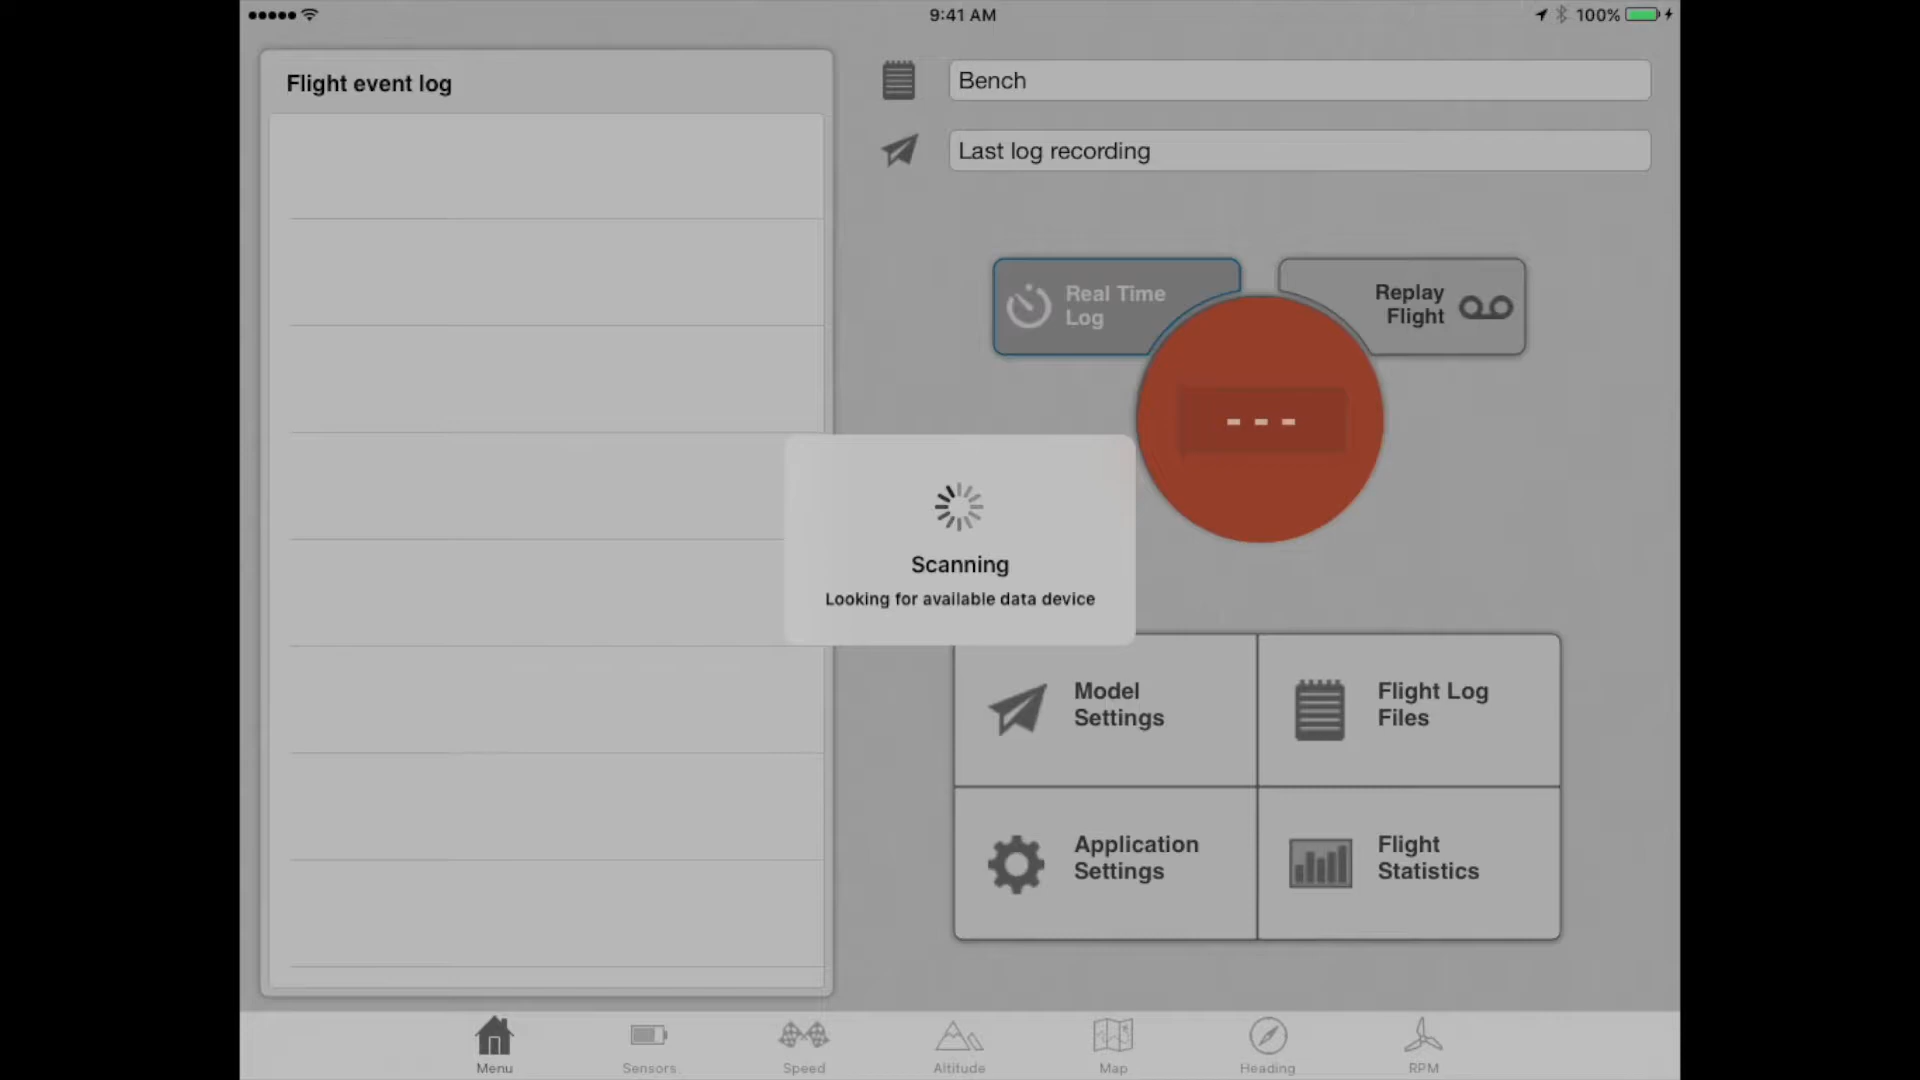 9:41 AM
100%
Flight event log
Bench
Last log recording
Real Time
Log
Replay
Flight
- - -
Scanning
Looking for available data device
Model
Settings
Flight Log
Files
Application
Settings
Flight
Statistics
Menu
Sensors
Speed
Altitude
Map
Heading
RPM